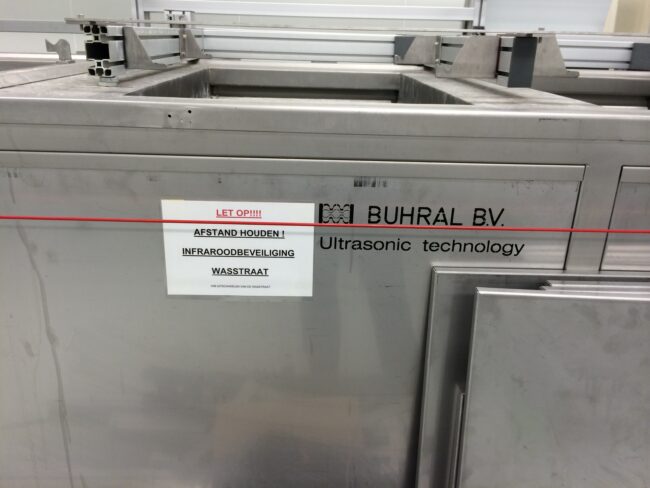 LET OP!!!!
AFSTAND HOUDEN !
INFRAROODBEVEILIGING
WASSTRAAT
BUHRAL B.V.
Ultrasonic technology